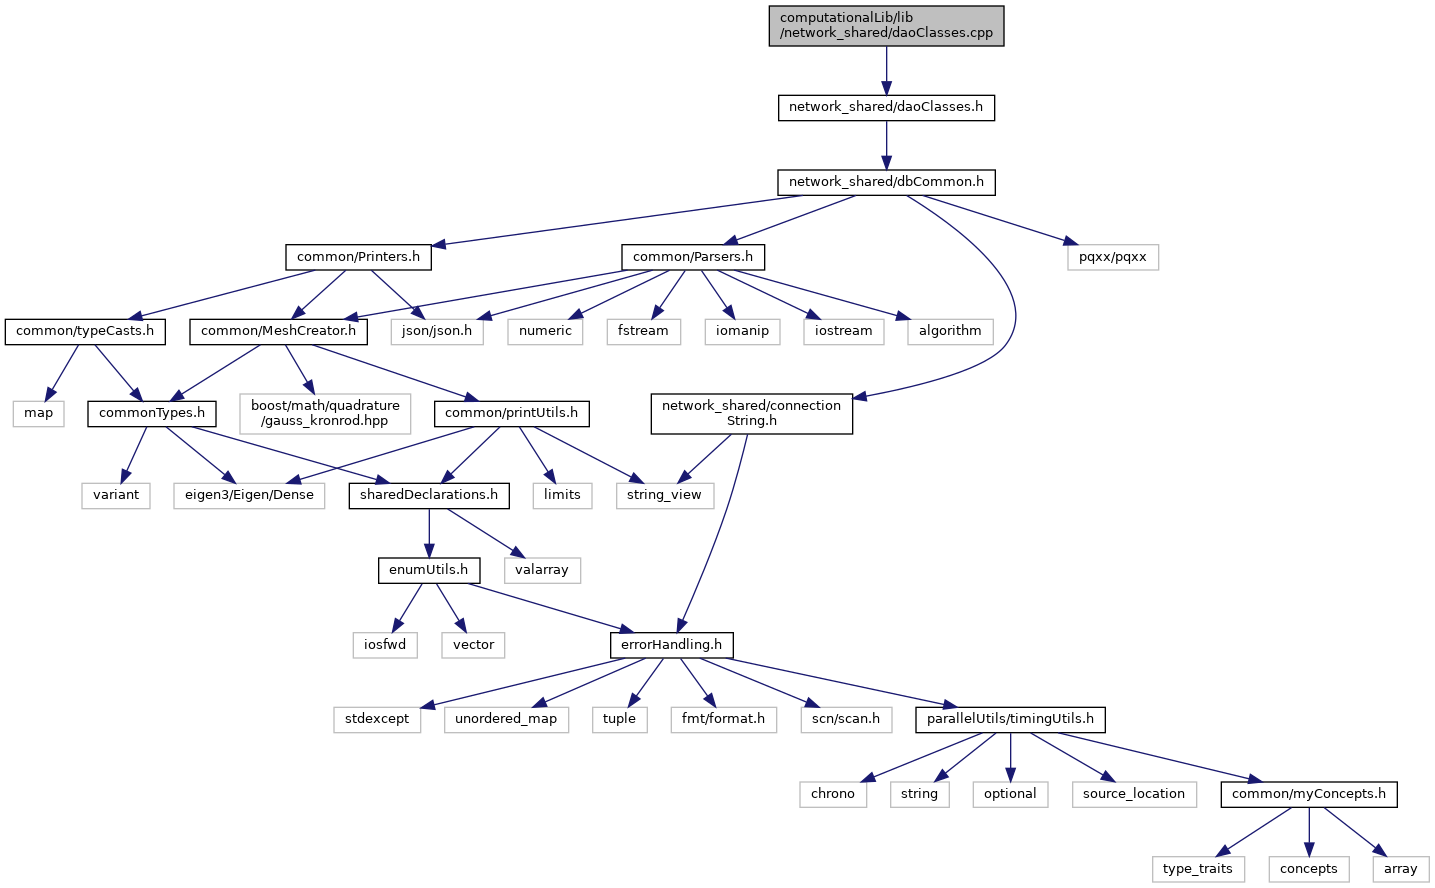 computationalLib/lib
/network_shared/daoClasses.cpp
network_shared/daoClasses.h
network_shared/dbCommon.h
common/Printers.h
common/Parsers.h
pqxx/pqxx
common/typeCasts.h
common/MeshCreator.h
json/json.h
numeric
fstream
iomanip
iostream
algorithm
map
commonTypes.h
boost/math/quadrature
/gauss_kronrod.hpp
common/printUtils.h
network_shared/connection
String.h
variant
eigen3/Eigen/Dense
sharedDeclarations.h
limits
string_view
enumUtils.h
valarray
iosfwd
vector
errorHandling.h
stdexcept
unordered_map
tuple
fmt/format.h
scn/scan.h
parallelUtils/timingUtils.h
chrono
string
optional
source_location
common/myConcepts.h
type_traits
concepts
array